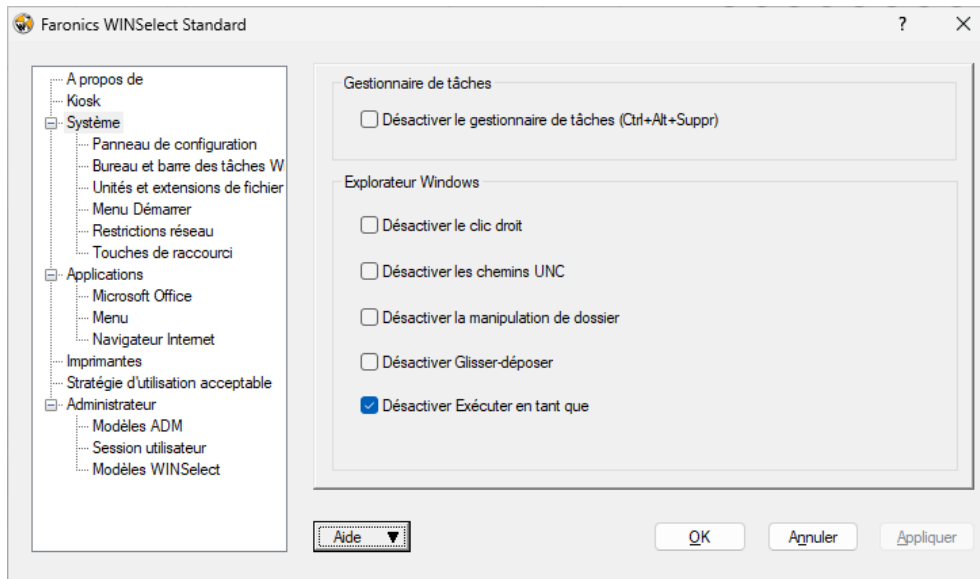 Faronics WINSelect Standard
?
A propos de
Kiosk
Système
Panneau de configuration
Bureau et barre des tâches W
Unités et extensions de fichier
Menu Démarrer
Restrictions réseau
Touches de raccourci
Applications
Microsoft Office
Menu
Navigateur Internet
Imprimantes
Stratégie d'utilisation acceptable
Administrateur
Modèles ADM
Session utilisateur
Modèles WINSelect
Gestionnaire de tâches
Désactiver le gestionnaire de tâches (Ctrl+Alt+Suppr)
Explorateur Windows
Désactiver le clic droit
Désactiver les chemins UNC
Désactiver la manipulation de dossier
Désactiver Glisser-déposer
Désactiver Exécuter en tant que
Aide
OK
Annuler
Appliquer